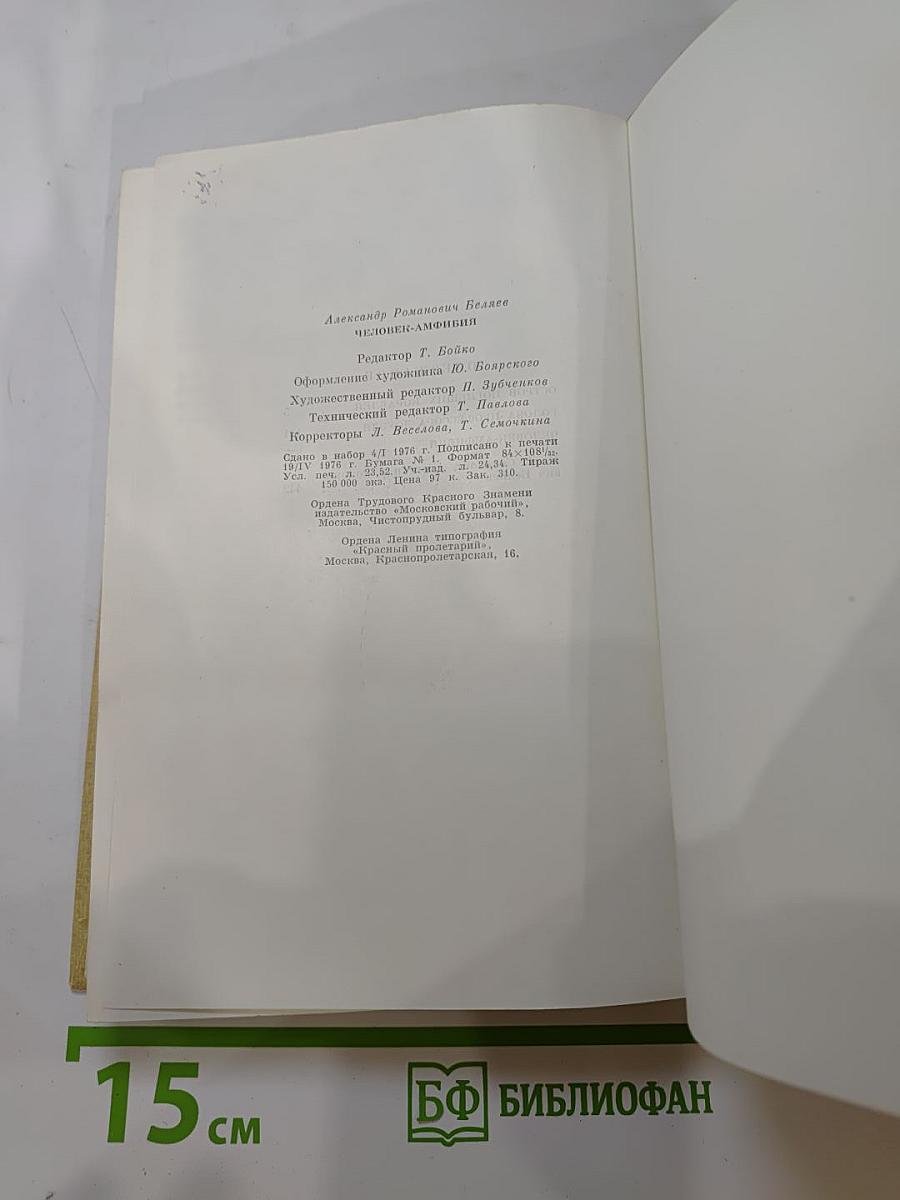 Александр Романович Беляев
ЧЕЛОВЕК-АМФИБИЯ
Редактор Т. Бойко
Оформление художника Ю. Боярского
Художественный редактор Н. Зубченков
Технический редактор Т. Павлова
Корректоры Л. Веселова, Т. Семочкина
Сдано в набор 4/I 1976 г. Подписано к печати
19/IV 1976 г. Бумага № 1. Формат 84×108¹/₃₂.
Усл. печ. л. 23,52. Уч.-изд. л. 24,34. Тираж
150 000 экз. Цена 97 к. Зак. 310.
Ордена Трудового Красного Знамени
издательство «Московский рабочий»,
Москва, Чистопрудный бульвар, 8.
Ордена Ленина типография
«Красный пролетарий»,
Москва, Краснопролетарская, 16.
15 см
БФ БИБЛИОФАН